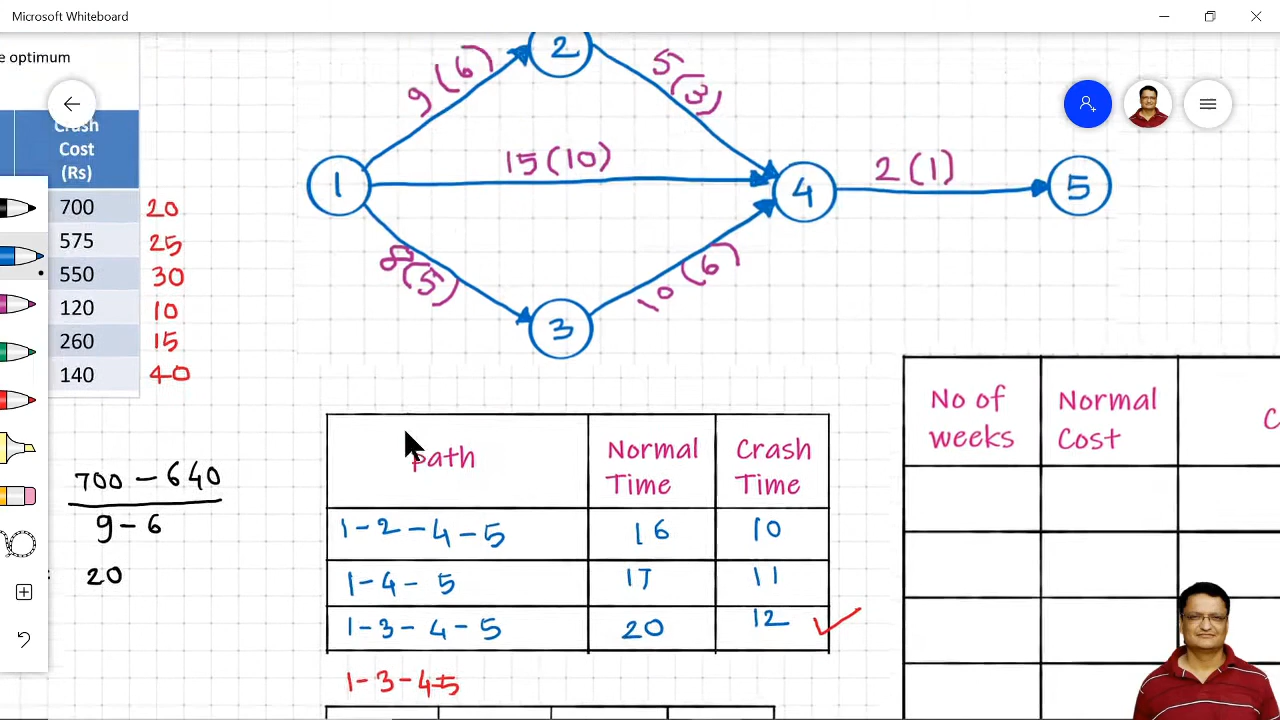 Microsoft Whiteboard
e optimum
Crash
Cost
(Rs)
700 20
575 25
550 30
120 10
260 15
140 40
700 - 640
9 - 6
20
2
9 (6)
5
(3)
15 (10)
1
4
2 (1)
5
8
(5)
10 (6)
3
Path
Normal
Time
Crash
Time
1-2-4-5 16 10
1-4-5 17 11
1-3-4-5 20 12
1-3-4-5
No of
weeks
Normal
Cost
C